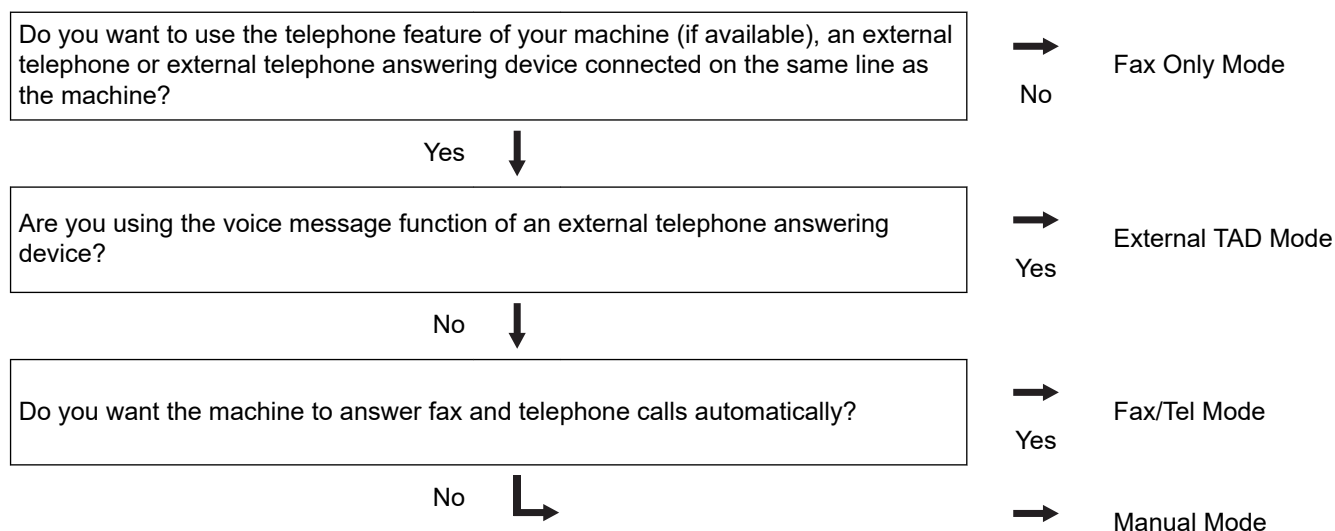 Do you want to use the telephone feature of your machine (if available), an external
telephone or external telephone answering device connected on the same line as
the machine?
No
Fax Only Mode
Yes
Are you using the voice message function of an external telephone answering
device?
Yes
External TAD Mode
No
Do you want the machine to answer fax and telephone calls automatically?
Yes
Fax/Tel Mode
No
Manual Mode